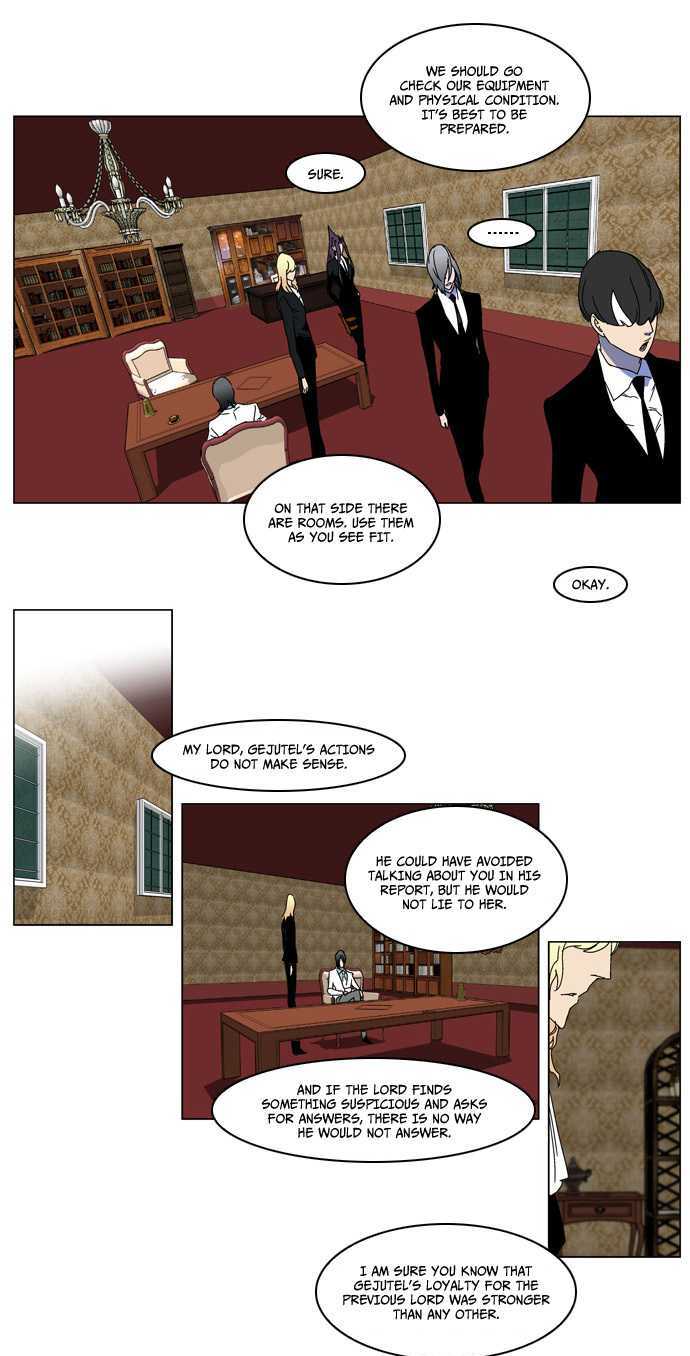 WE SHOULD GO
CHECK OUR EQUIPMENT
AND PHYSICAL CONDITION.
IT'S BEST TO BE
PREPARED.
SURE.
------
ON THAT SIDE THERE
ARE ROOMS. USE THEM
AS YOU SEE FIT.
OKAY.
MY LORD, GEJUTEL'S ACTIONS
DO NOT MAKE SENSE.
HE COULD HAVE AVOIDED
TALKING ABOUT YOU IN HIS
REPORT, BUT HE WOULD
NOT LIE TO HER.
AND IF THE LORD FINDS
SOMETHING SUSPICIOUS AND ASKS
FOR ANSWERS, THERE IS NO WAY
HE WOULD NOT ANSWER.
I AM SURE YOU KNOW THAT
GEJUTEL'S LOYALTY FOR THE
PREVIOUS LORD WAS STRONGER
THAN ANY OTHER.